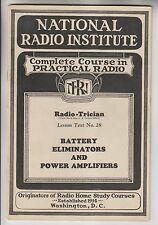 NATIONAL
RADIO INSTITUTE
Complete Course in
PRACTICAL RADIO
NRI
Radio-Trician
Lesson Text No. 28
BATTERY
ELIMINATORS
AND
POWER AMPLIFIERS
Originators of Radio Home Study Courses
Established 1914
Washington, D.C.